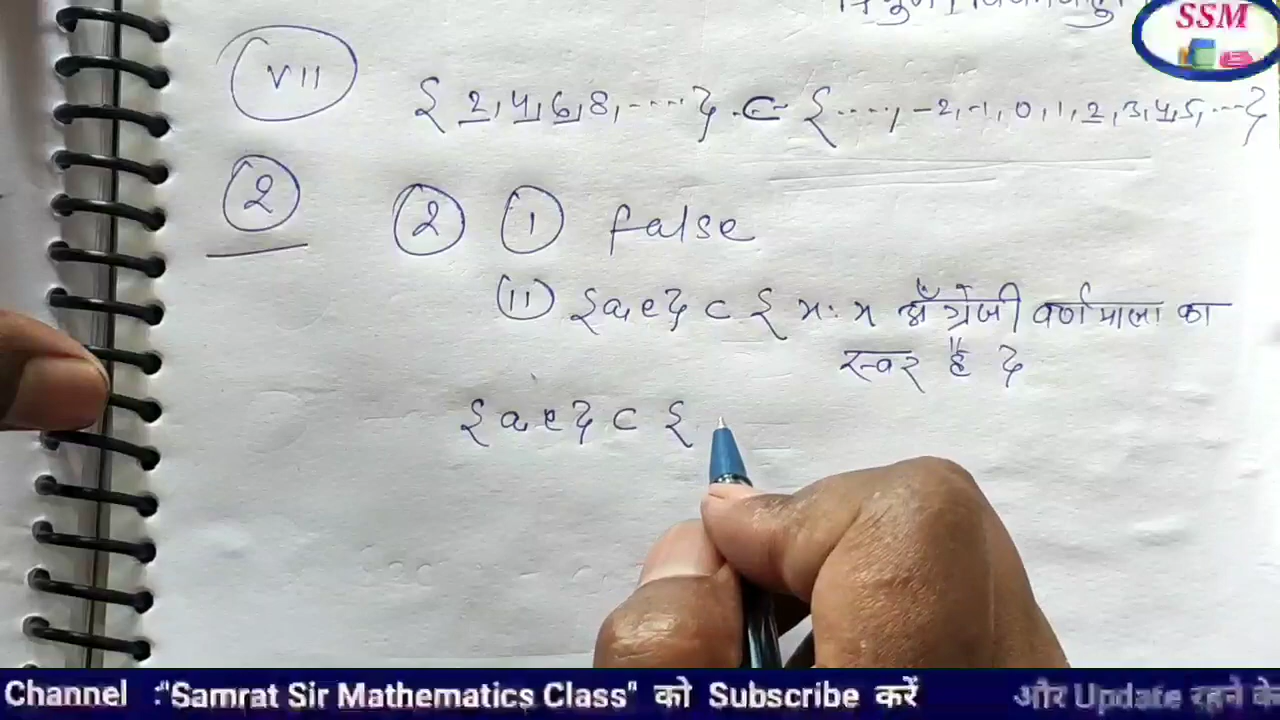 SSM
VII { 2, 4, 6, 8, ....} ⊂ {...., -2, -1, 0, 1, 2, 3, 4, 5, ...}
2 2 1 false
(ii) {a, e} ⊂ { x : x अँग्रेजी वर्णमाला का
स्वर है }
{a, e} ⊂ {
Channel :"Samrat Sir Mathematics Class" को Subscribe करें और Update रहने के